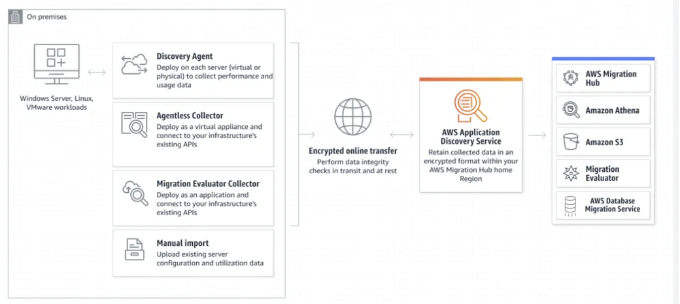 On premises
Windows Server, Linux,
VMware workloads
Discovery Agent
Deploy on each server (virtual or
physical) to collect performance and
usage data
Agentless Collector
Deploy as a virtual appliance and
connect to your infrastructure's
existing APIs
Migration Evaluator Collector
Deploy as an application and
connect to your infrastructure's
existing APIs
Manual import
Upload existing server
configuration and utilization data
Encrypted online transfer
Perform data integrity
checks in transit and at rest
AWS Application
Discovery Service
Retain collected data in an
encrypted format within your
AWS Migration Hub home
Region
AWS Migration
Hub
Amazon Athena
Amazon S3
Migration
Evaluator
AWS Database
Migration Service